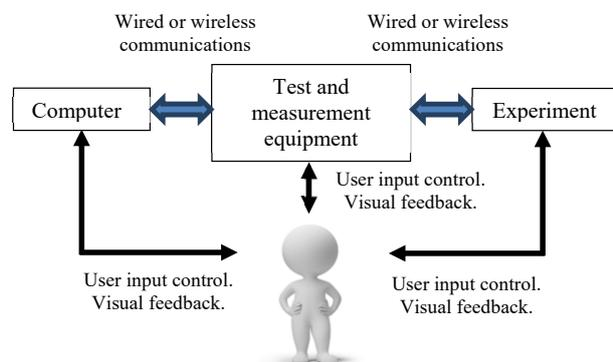 Wired or wireless
communications
Wired or wireless
communications
Computer
Test and
measurement
equipment
Experiment
User input control.
Visual feedback.
User input control.
Visual feedback.
User input control.
Visual feedback.